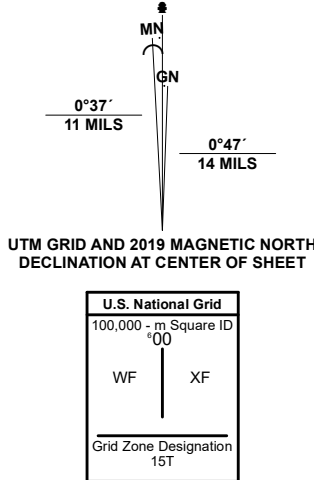 MN
GN
0°37´
11 MILS
0°47´
14 MILS
UTM GRID AND 2019 MAGNETIC NORTH
DECLINATION AT CENTER OF SHEET
U.S. National Grid
100,000 - m Square ID
⁶00
WF XF
Grid Zone Designation
15T